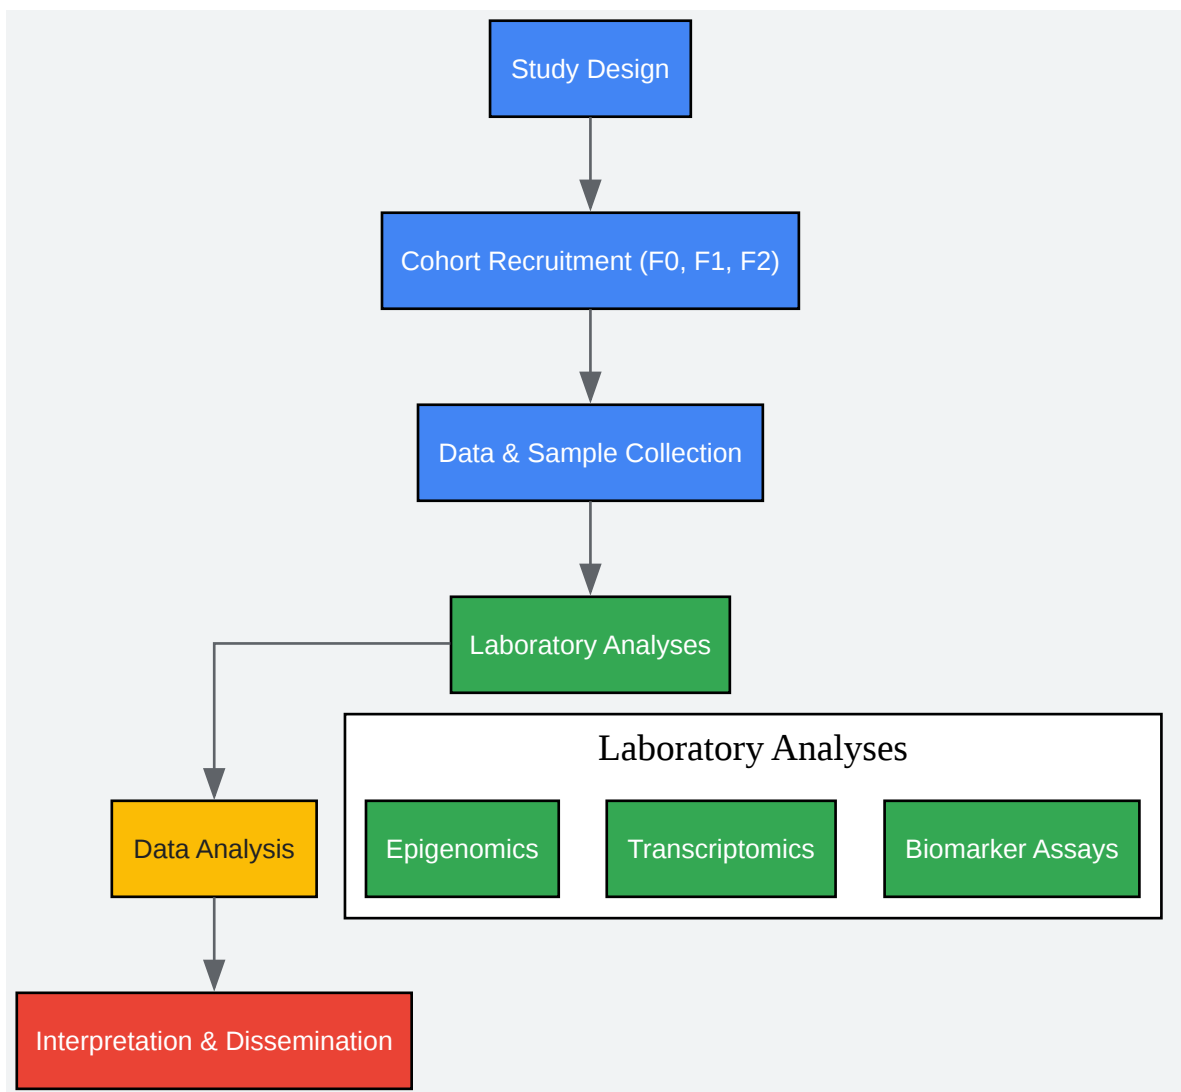 Study Design
Cohort Recruitment (F0, F1, F2)
Data & Sample Collection
Laboratory Analyses
Laboratory Analyses
Data Analysis
Epigenomics
Transcriptomics
Biomarker Assays
Interpretation & Dissemination